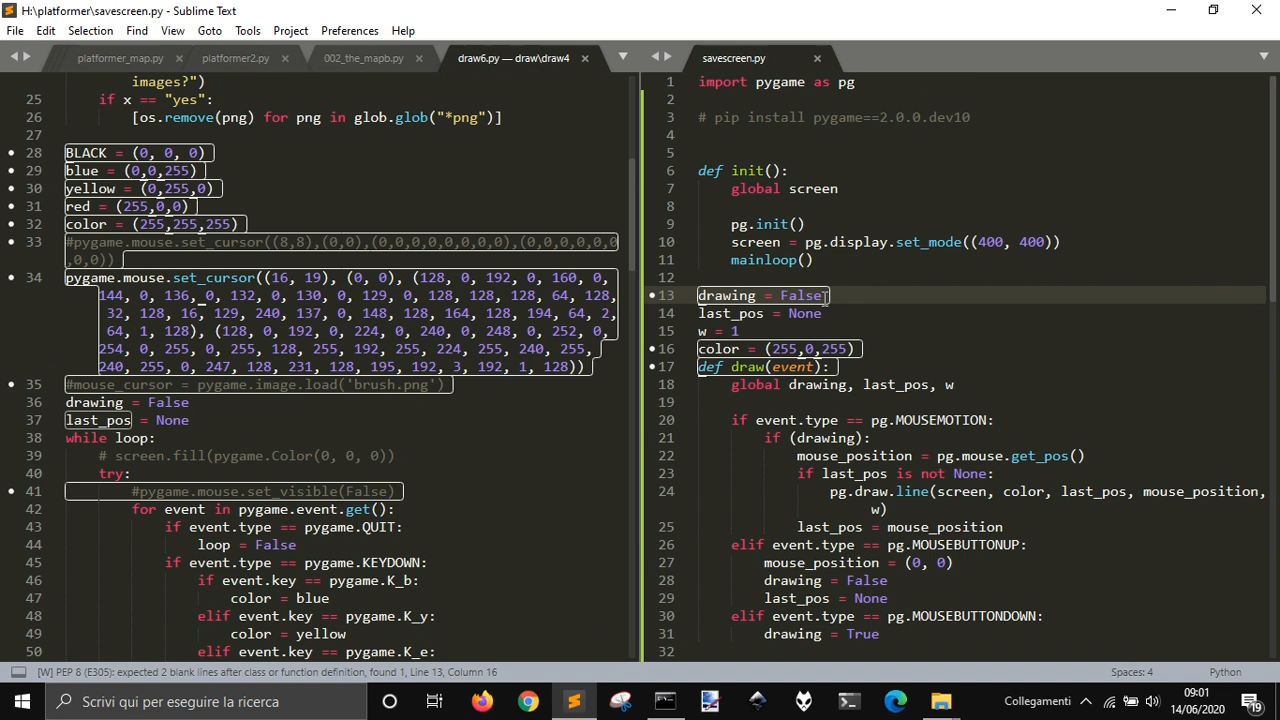 H:\platformer\savescreen.py - Sublime Text
File Edit Selection Find View Goto Tools Project Preferences Help
platformer_map.py × platformer2.py × 002_the_mapb.py × draw6.py — draw\draw4 ×
images?")
25 if x == "yes":
26 [os.remove(png) for png in glob.glob("*png")]
27
28 BLACK = (0, 0, 0)
29 blue = (0,0,255)
30 yellow = (0,255,0)
31 red = (255,0,0)
32 color = (255,255,255)
33 #pygame.mouse.set_cursor((8,8),(0,0),(0,0,0,0,0,0,0,0),(0,0,0,0,0,0
,0,0))
34 pygame.mouse.set_cursor((16, 19), (0, 0), (128, 0, 192, 0, 160, 0,
144, 0, 136, 0, 132, 0, 130, 0, 129, 0, 128, 128, 128, 64, 128,
32, 128, 16, 129, 240, 137, 0, 148, 128, 164, 128, 194, 64, 2,
64, 1, 128), (128, 0, 192, 0, 224, 0, 240, 0, 248, 0, 252, 0,
254, 0, 255, 0, 255, 128, 255, 192, 255, 224, 255, 240, 255,
240, 255, 0, 247, 128, 231, 128, 195, 192, 3, 192, 1, 128))
35 #mouse_cursor = pygame.image.load('brush.png')
36 drawing = False
37 last_pos = None
38 while loop:
39 # screen.fill(pygame.Color(0, 0, 0))
40 try:
41 #pygame.mouse.set_visible(False)
42 for event in pygame.event.get():
43 if event.type == pygame.QUIT:
44 loop = False
45 if event.type == pygame.KEYDOWN:
46 if event.key == pygame.K_b:
47 color = blue
48 elif event.key == pygame.K_y:
49 color = yellow
50 elif event.key == pygame.K_e:
savescreen.py ×
1 import pygame as pg
2
3 # pip install pygame==2.0.0.dev10
4
5
6 def init():
7 global screen
8
9 pg.init()
10 screen = pg.display.set_mode((400, 400))
11 mainloop()
12
13 drawing = False
14 last_pos = None
15 w = 1
16 color = (255,0,255)
17 def draw(event):
18 global drawing, last_pos, w
19
20 if event.type == pg.MOUSEMOTION:
21 if (drawing):
22 mouse_position = pg.mouse.get_pos()
23 if last_pos is not None:
24 pg.draw.line(screen, color, last_pos, mouse_position,
w)
25 last_pos = mouse_position
26 elif event.type == pg.MOUSEBUTTONUP:
27 mouse_position = (0, 0)
28 drawing = False
29 last_pos = None
30 elif event.type == pg.MOUSEBUTTONDOWN:
31 drawing = True
32
[W] PEP 8 (E305): expected 2 blank lines after class or function definition, found 1, Line 13, Column 16 Spaces: 4 Python
Scrivi qui per eseguire la ricerca
Collegamenti
09:01
14/06/2020
19